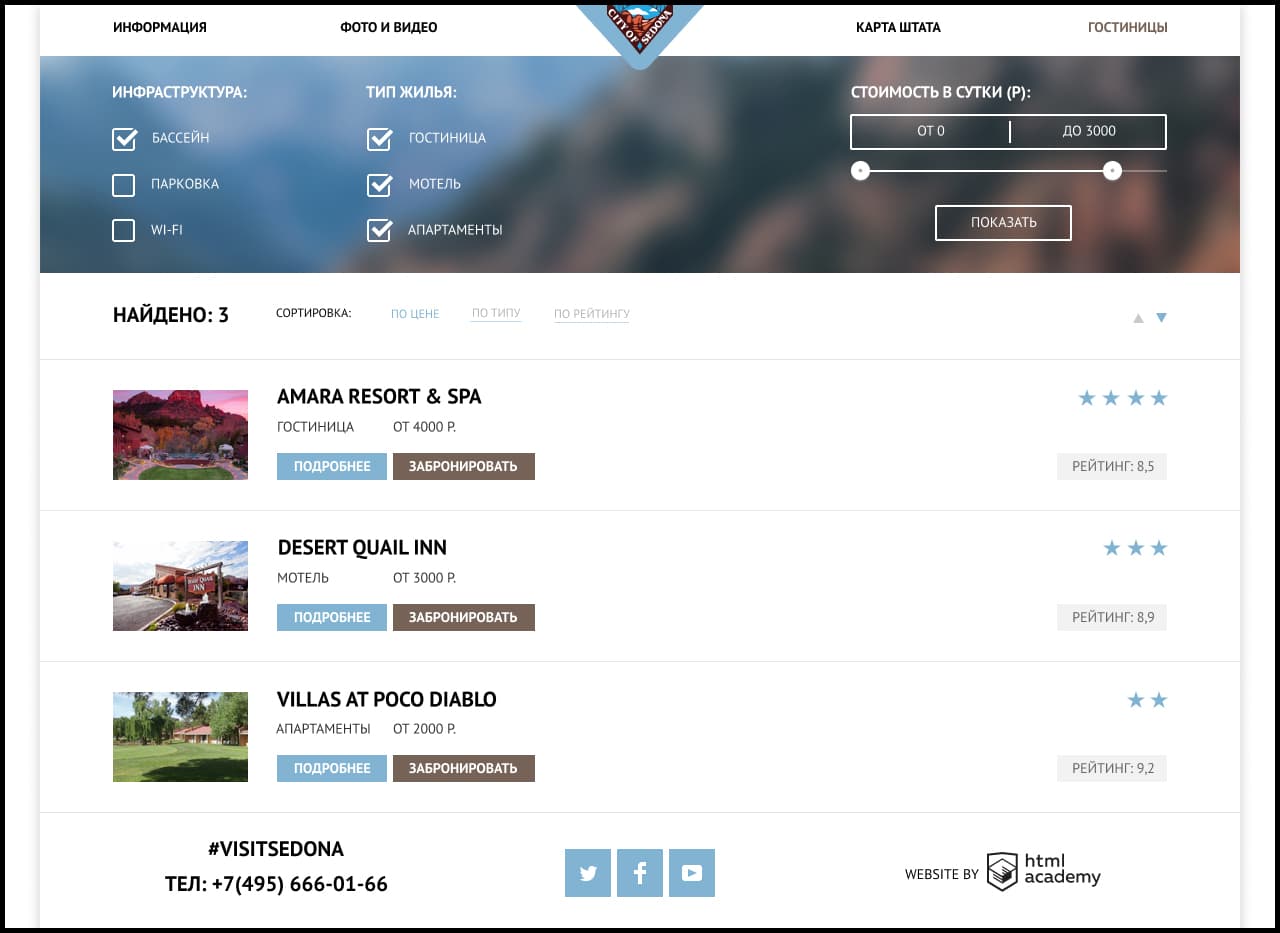 ИНФОРМАЦИЯ
ФОТО И ВИДЕО
CITY OF SEDONA
КАРТА ШТАТА
ГОСТИНИЦЫ
ИНФРАСТРУКТУРА:
БАССЕЙН
ПАРКОВКА
WI-FI
ТИП ЖИЛЬЯ:
ГОСТИНИЦА
МОТЕЛЬ
АПАРТАМЕНТЫ
СТОИМОСТЬ В СУТКИ (Р):
ОТ 0
ДО 3000
ПОКАЗАТЬ
НАЙДЕНО: 3
СОРТИРОВКА:
ПО ЦЕНЕ
ПО ТИПУ
ПО РЕЙТИНГУ
AMARA RESORT & SPA
ГОСТИНИЦА
ОТ 4000 Р.
ПОДРОБНЕЕ
ЗАБРОНИРОВАТЬ
РЕЙТИНГ: 8,5
DESERT QUAIL INN
DESERT QUAIL
INN
МОТЕЛЬ
ОТ 3000 Р.
ПОДРОБНЕЕ
ЗАБРОНИРОВАТЬ
РЕЙТИНГ: 8,9
VILLAS AT POCO DIABLO
АПАРТАМЕНТЫ
ОТ 2000 Р.
ПОДРОБНЕЕ
ЗАБРОНИРОВАТЬ
РЕЙТИНГ: 9,2
#VISITSEDONA
ТЕЛ: +7(495) 666-01-66
WEBSITE BY
html
academy